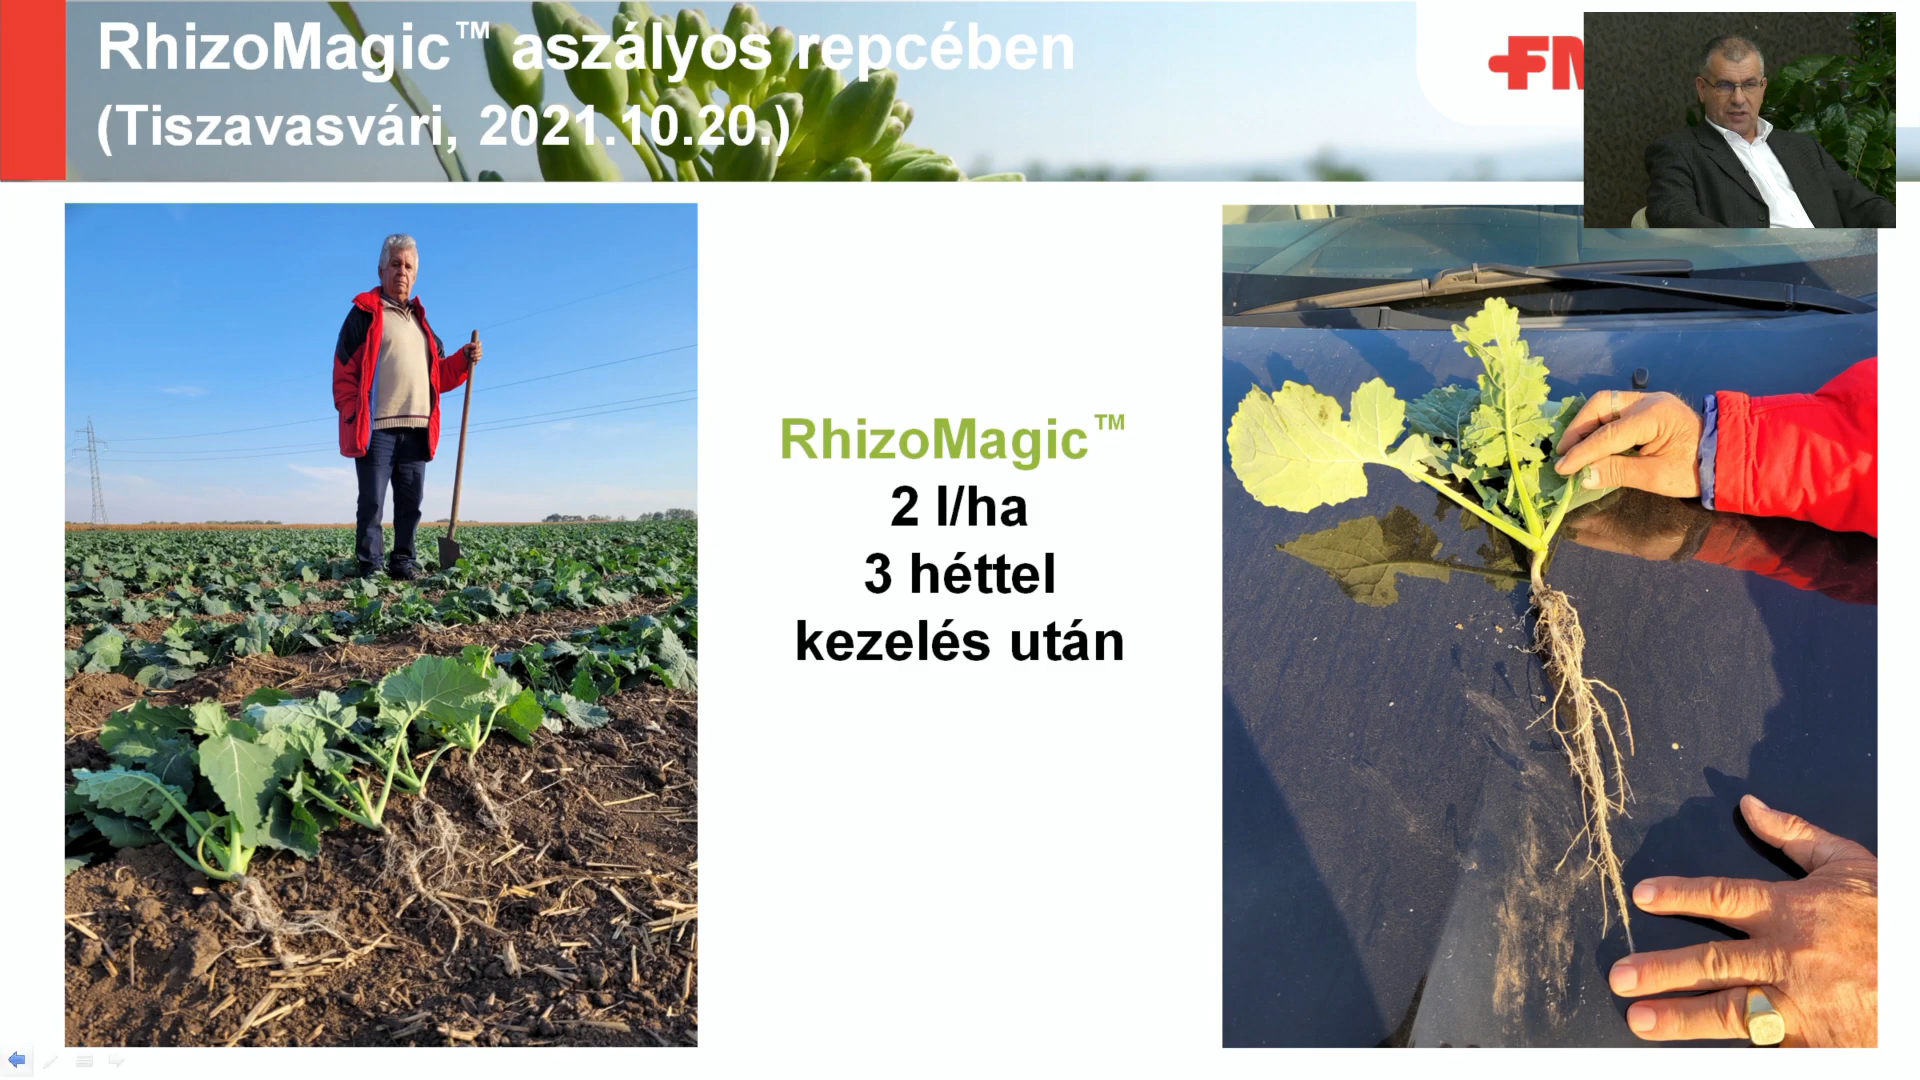 RhizoMagic™ aszályos repcében
(Tiszavasvári, 2021.10.20.)
RhizoMagic™
2 l/ha
3 héttel
kezelés után